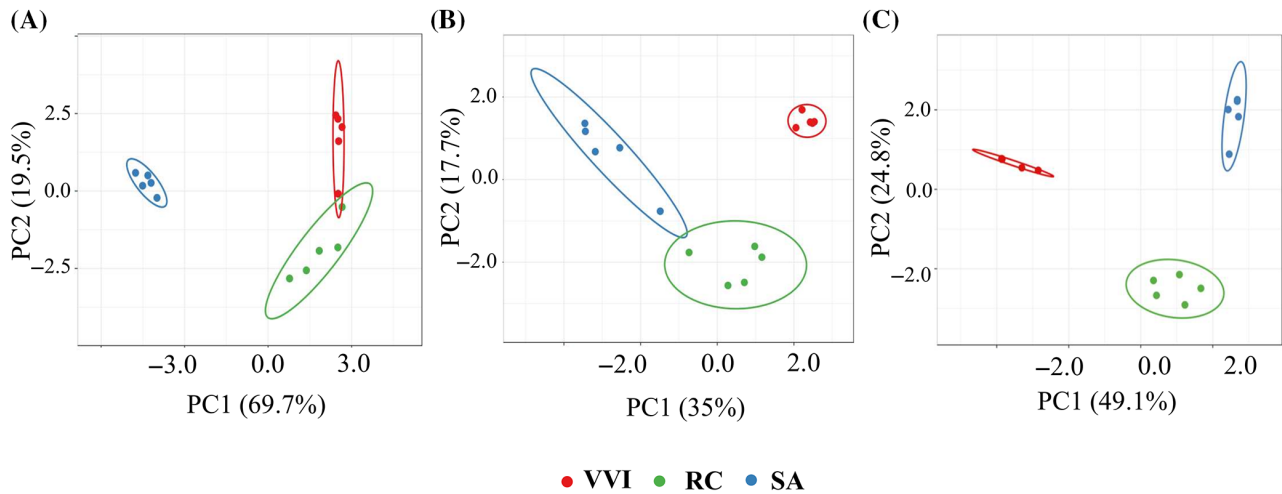 (A)
PC2 (19.5%)
2.5
0.0
−2.5
−3.0 0.0 3.0
PC1 (69.7%)
(B)
PC2 (17.7%)
2.0
0.0
−2.0
−2.0 0.0 2.0
PC1 (35%)
(C)
PC2 (24.8%)
2.0
0.0
−2.0
−2.0 0.0 2.0
PC1 (49.1%)
VVI RC SA